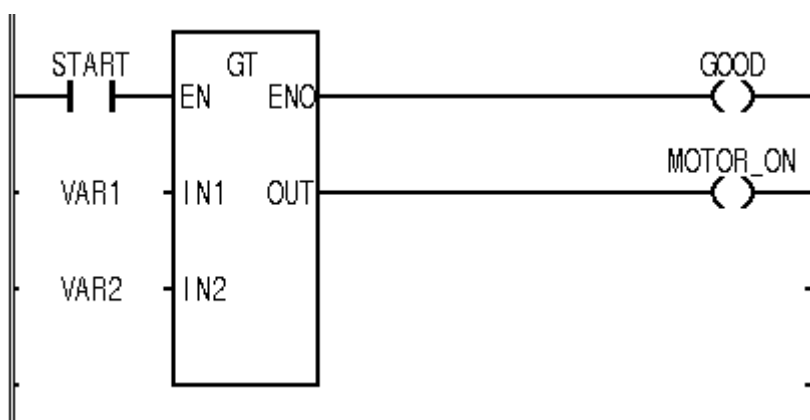 START GT GOOD
EN ENO
MOTOR_ON
VAR1 IN1 OUT
VAR2 IN2